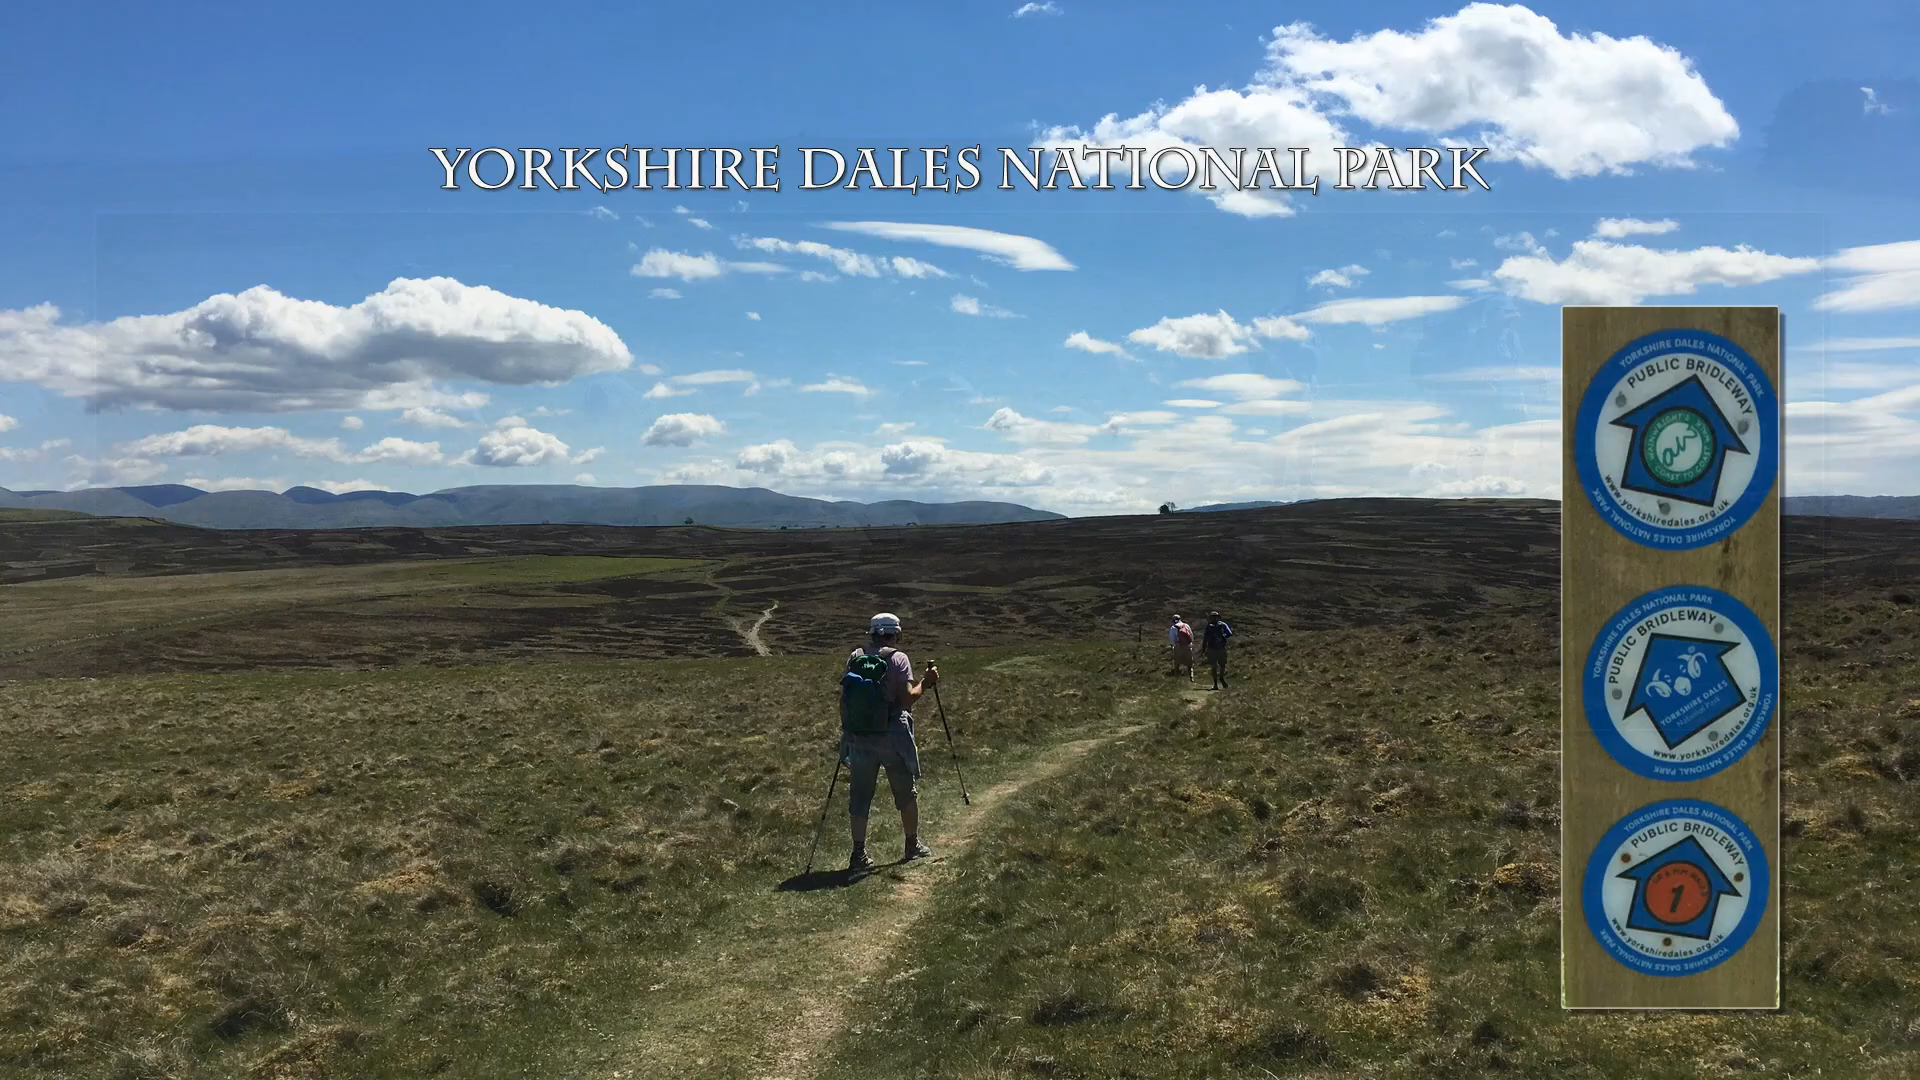 YORKSHIRE DALES NATIONAL PARK
YORKSHIRE DALES NATIONAL PARK
PUBLIC BRIDLEWAY
WAINWRIGHT'S
COAST TO COAST WALK
www.yorkshiredales.org.uk
YORKSHIRE DALES NATIONAL PARK
YORKSHIRE DALES NATIONAL PARK
PUBLIC BRIDLEWAY
YORKSHIRE DALES
National Park
www.yorkshiredales.org.uk
YORKSHIRE DALES NATIONAL PARK
YORKSHIRE DALES NATIONAL PARK
PUBLIC BRIDLEWAY
1
www.yorkshiredales.org.uk
YORKSHIRE DALES NATIONAL PARK